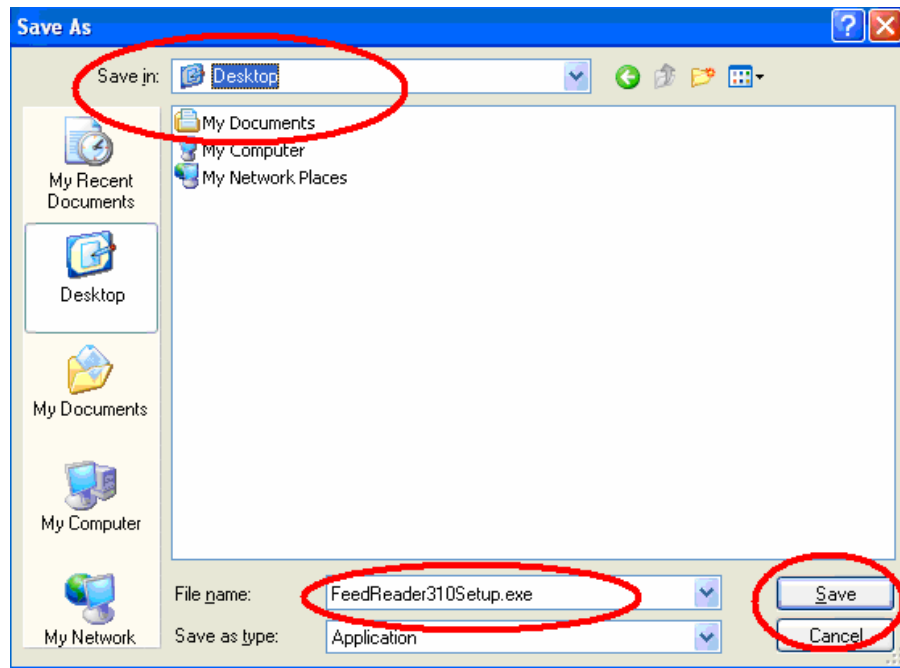 Save As
Save in: Desktop
My Documents
My Computer
My Network Places
My Recent
Documents
Desktop
My Documents
My Computer
My Network
File name: FeedReader310Setup.exe Save
Save as type: Application Cancel